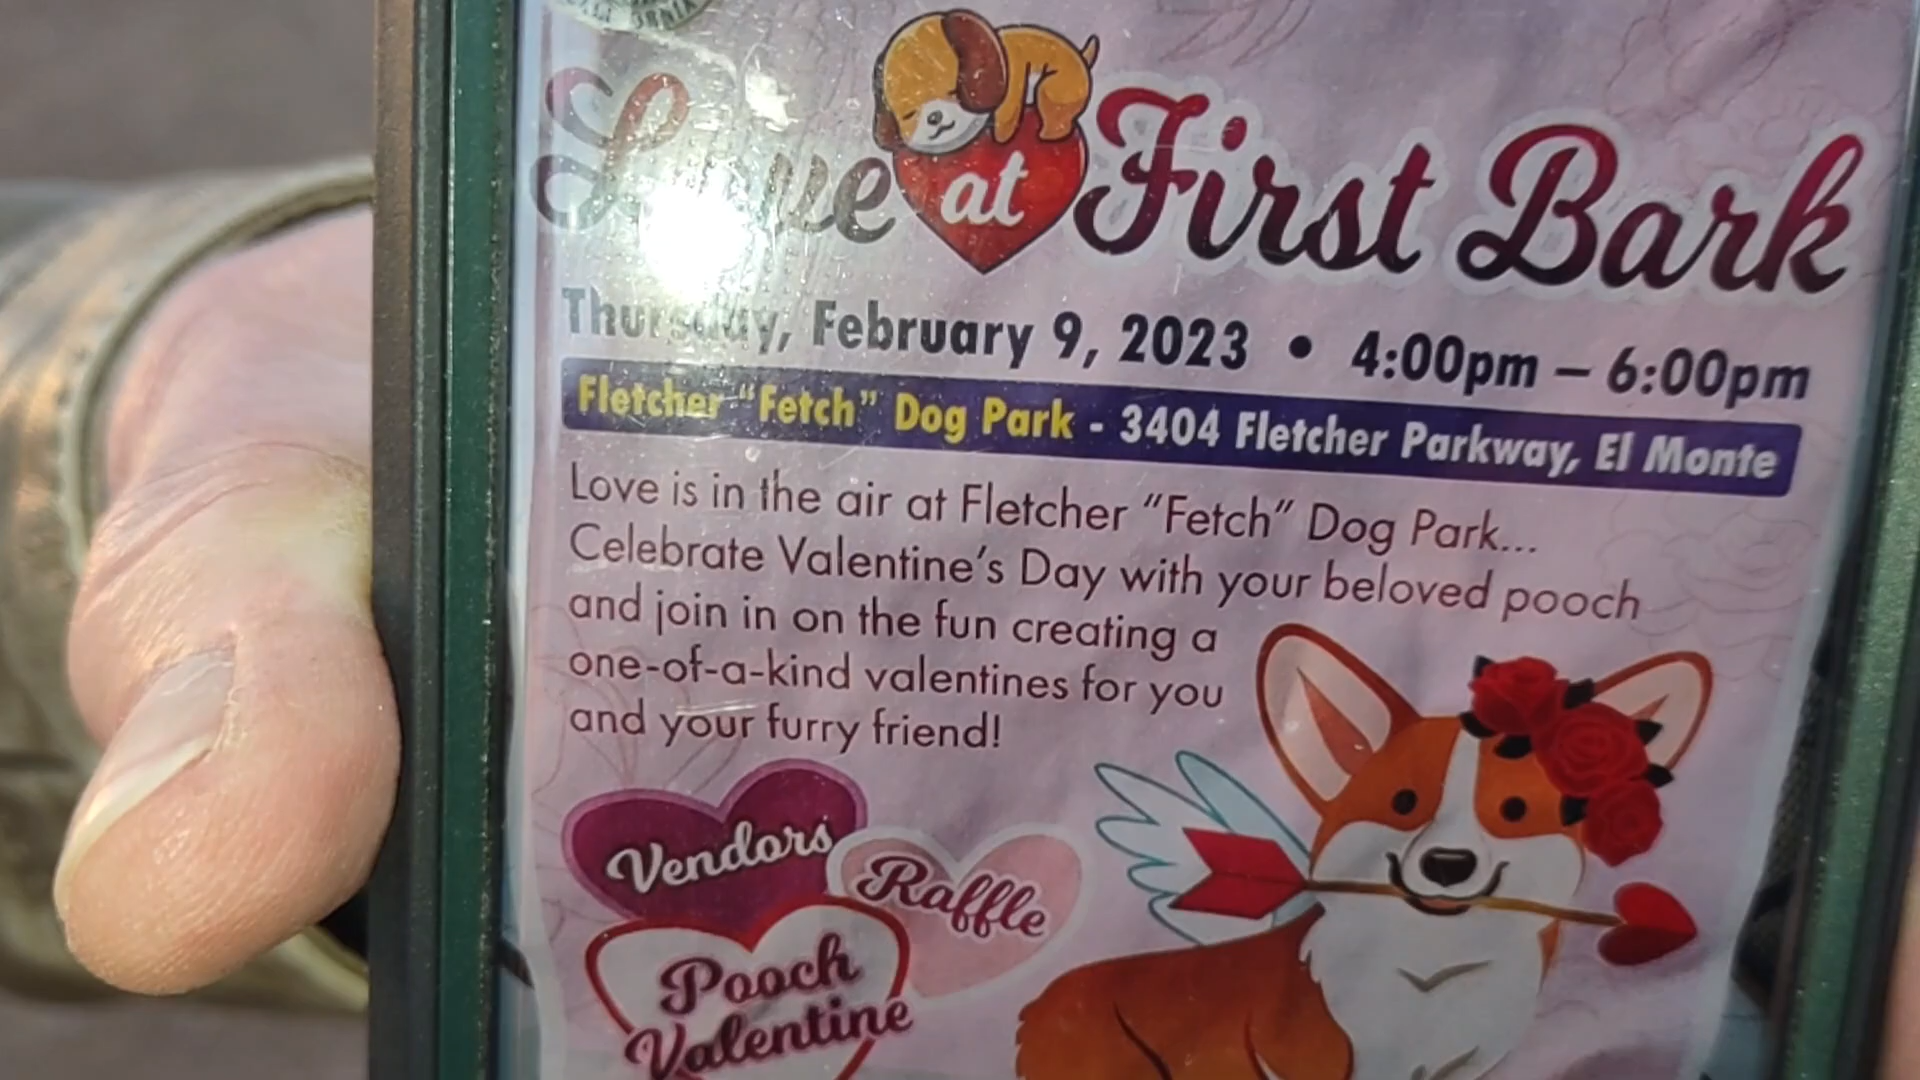 Love at First Bark
Thursday, February 9, 2023 • 4:00pm – 6:00pm
Fletcher "Fetch" Dog Park - 3404 Fletcher Parkway, El Monte
Love is in the air at Fletcher "Fetch" Dog Park...
Celebrate Valentine's Day with your beloved pooch
and join in on the fun creating a
one-of-a-kind valentines for you
and your furry friend!
Vendors
Raffle
Pooch
Valentine